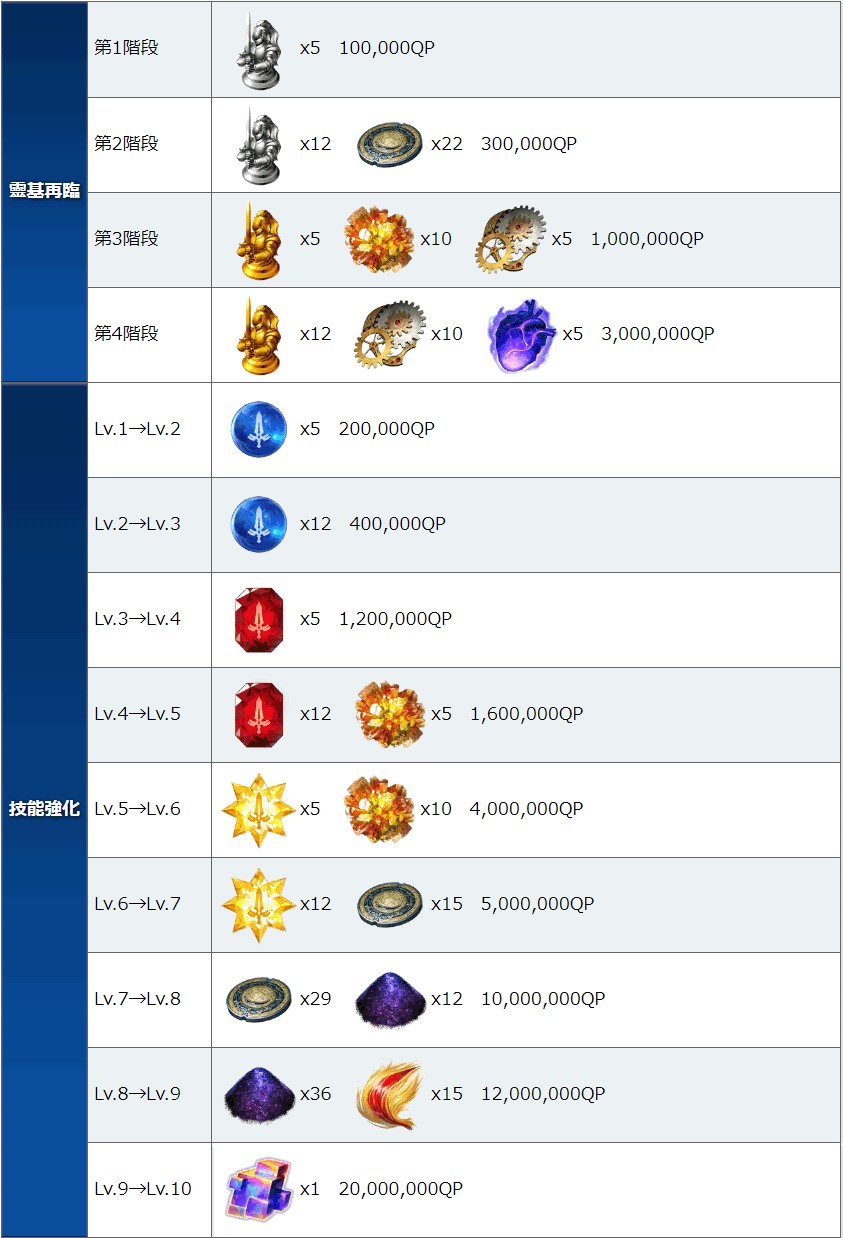 靈基再臨
第1階段 x5 100,000QP
第2階段 x12 x22 300,000QP
第3階段 x5 x10 x5 1,000,000QP
第4階段 x12 x10 x5 3,000,000QP
技能強化
Lv.1→Lv.2 x5 200,000QP
Lv.2→Lv.3 x12 400,000QP
Lv.3→Lv.4 x5 1,200,000QP
Lv.4→Lv.5 x12 x5 1,600,000QP
Lv.5→Lv.6 x5 x10 4,000,000QP
Lv.6→Lv.7 x12 x15 5,000,000QP
Lv.7→Lv.8 x29 x12 10,000,000QP
Lv.8→Lv.9 x36 x15 12,000,000QP
Lv.9→Lv.10 x1 20,000,000QP